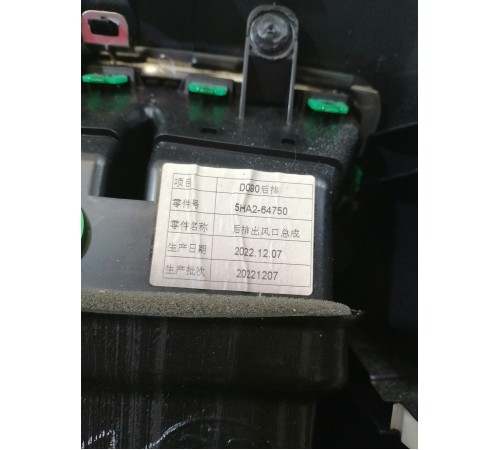 项目 D090后排
零件号 5HA2-64750
零件名称 后排出风口总成
生产日期 2022.12.07
生产批次 20221207